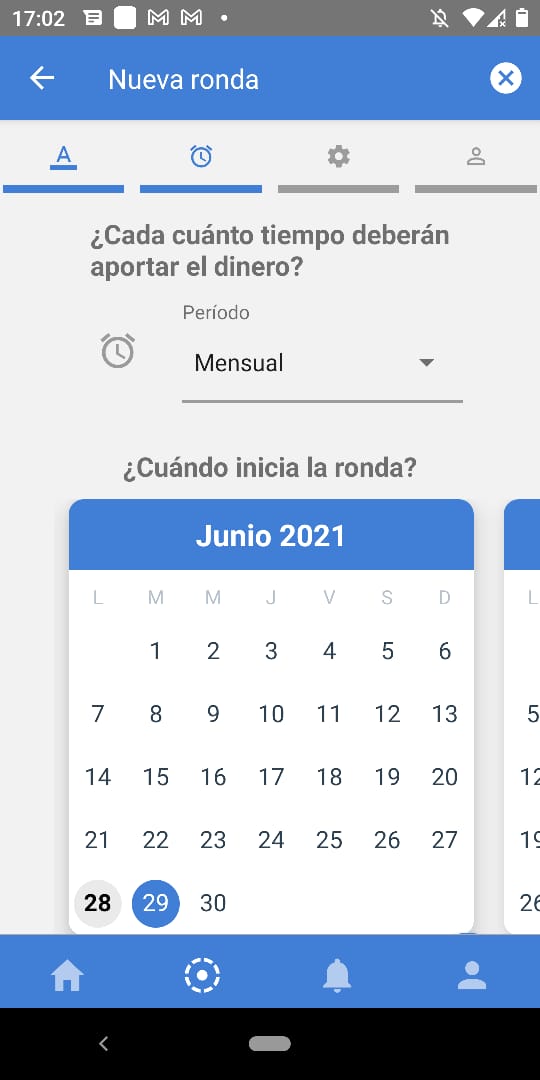 17:02
Nueva ronda
A
¿Cada cuánto tiempo deberán
aportar el dinero?
Período
Mensual
¿Cuándo inicia la ronda?
Junio 2021
L M M J V S D L
1 2 3 4 5 6
7 8 9 10 11 12 13 5
14 15 16 17 18 19 20 12
21 22 23 24 25 26 27 19
28 29 30 26